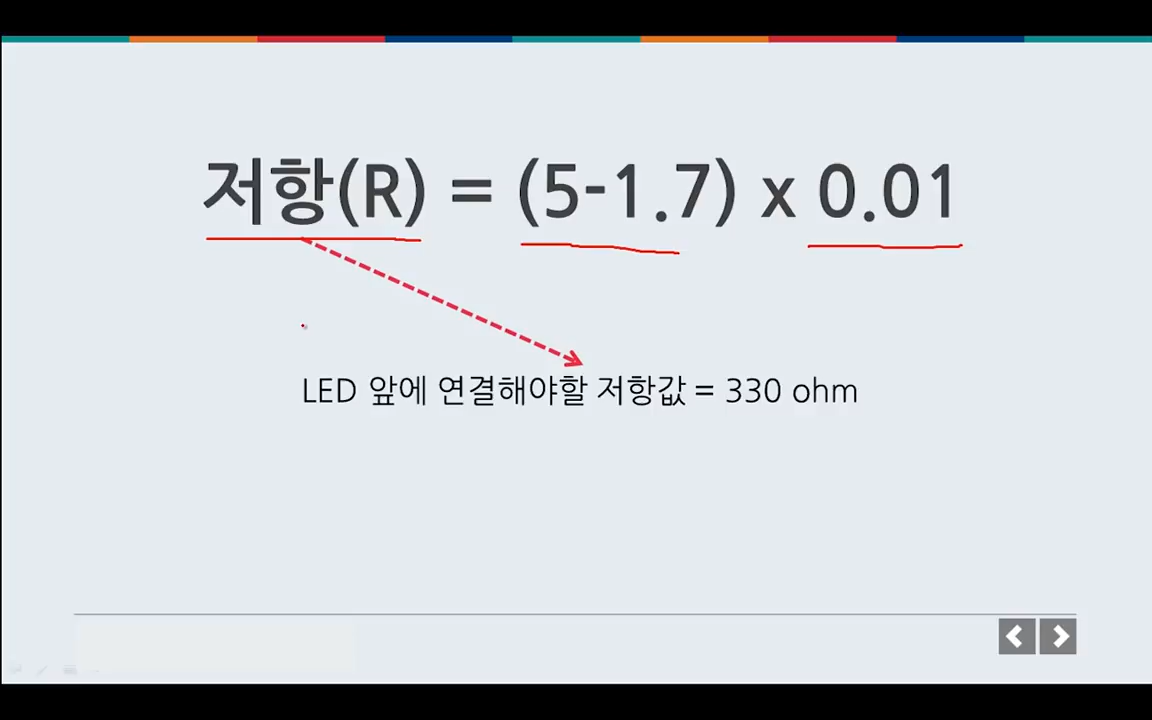 저항(R) = (5-1.7) x 0.01
LED 앞에 연결해야할 저항값 = 330 ohm